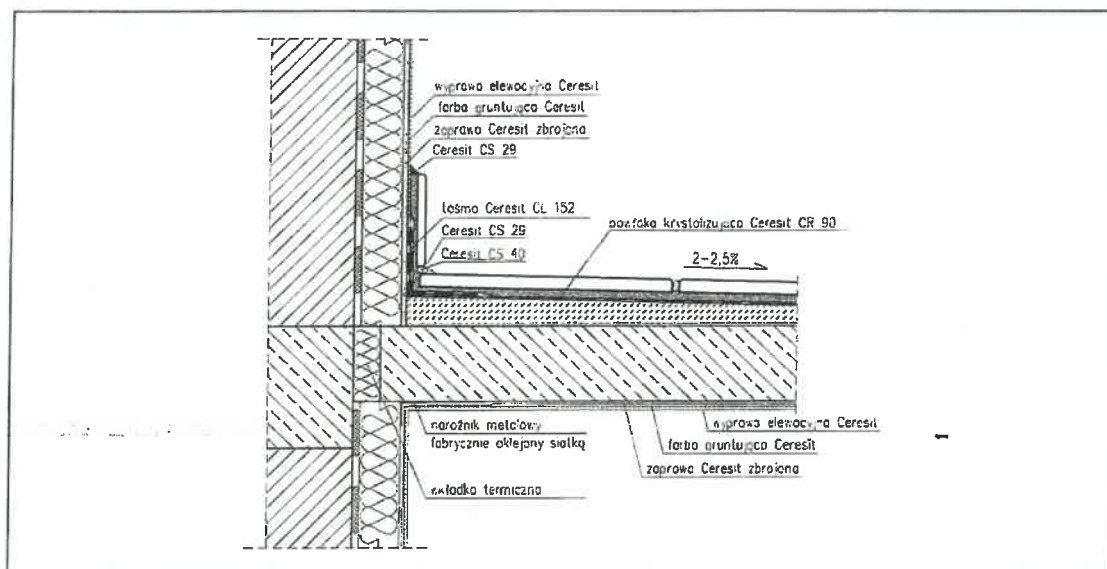 wyprawa elewacyjna Ceresit
farba gruntująca Ceresit
zaprawa Ceresit zbrojona
Ceresit CS 29
taśma Ceresit CL 152
powłoka krystalizująca Ceresit CR 90
Ceresit CS 29
Ceresit CS 40
2-2,5%
narożnik metalowy
fabrycznie oklejony siatką
wyprawa elewacyjna Ceresit
farba gruntująca Ceresit
zaprawa Ceresit zbrojona
wkładka termiczna